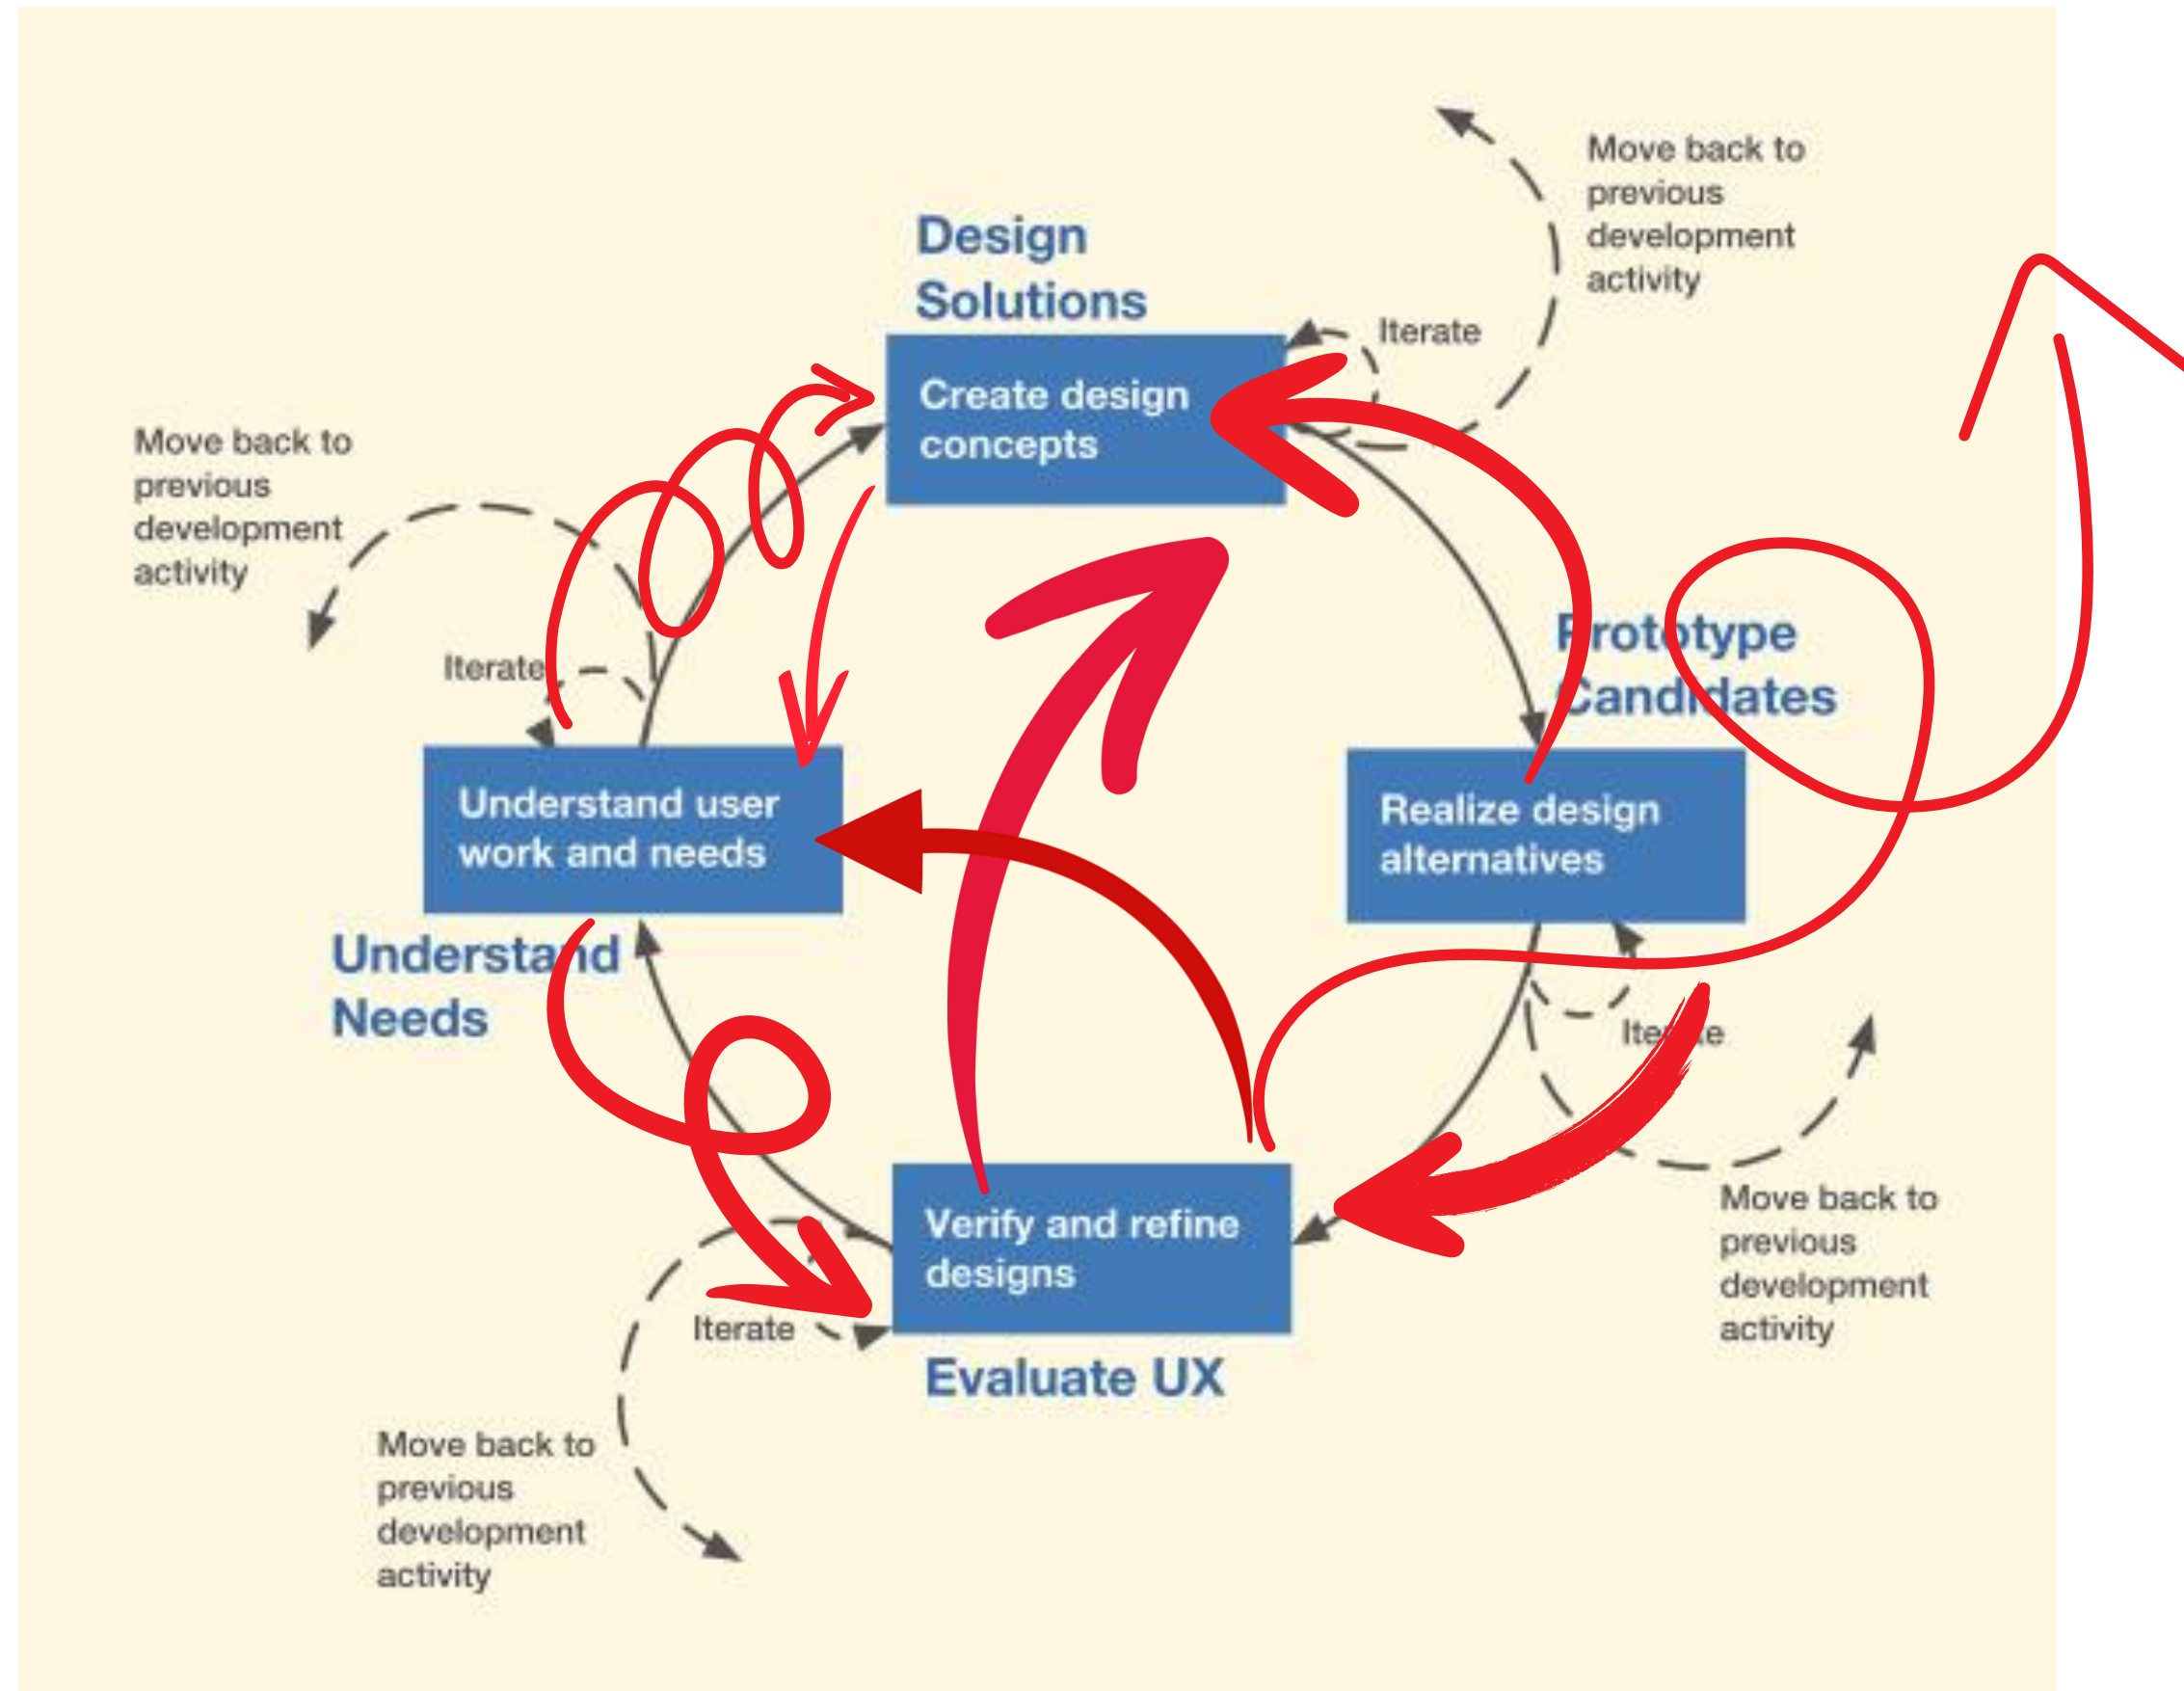 Move back to
previous
development
activity
Design
Solutions
Iterate
Create design
concepts
Move back to
previous
development
activity
Iterate
Prototype
Candidates
Understand user
work and needs
Realize design
alternatives
Understand
Needs
Iterate
Verify and refine
designs
Move back to
previous
development
activity
Iterate
Evaluate UX
Move back to
previous
development
activity